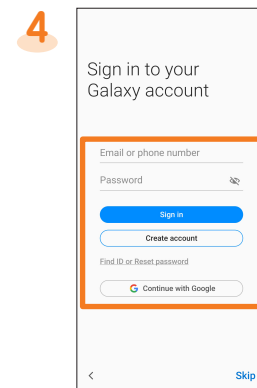 4
Sign in to your
Galaxy account
Email or phone number
Password
Sign in
Create account
Find ID or Reset password
G Continue with Google
< Skip